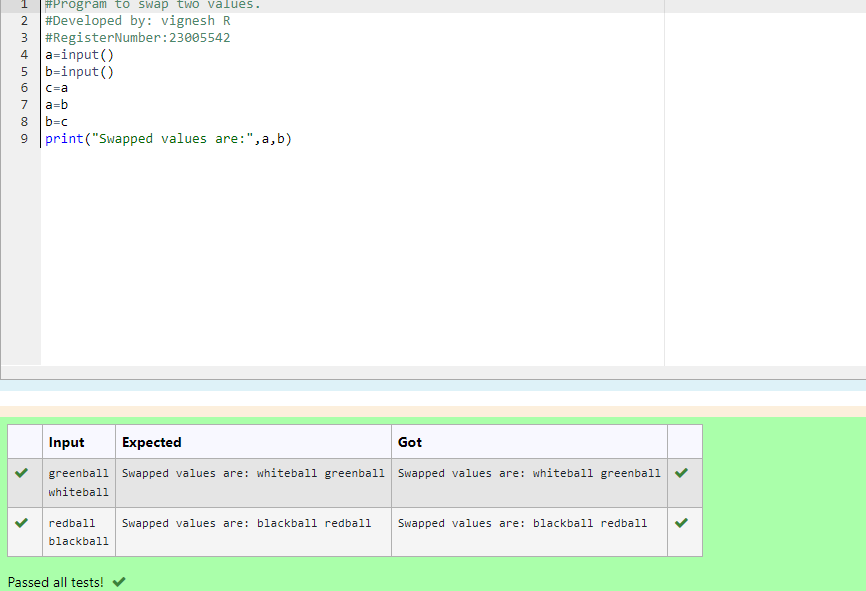 1 #Program to swap two values.
2 #Developed by: vignesh R
3 #RegisterNumber:23005542
4 a=input()
5 b=input()
6 c=a
7 a=b
8 b=c
9 print("Swapped values are:",a,b)
Input Expected Got
greenball Swapped values are: whiteball greenball Swapped values are: whiteball greenball
whiteball
redball Swapped values are: blackball redball Swapped values are: blackball redball
blackball
Passed all tests!